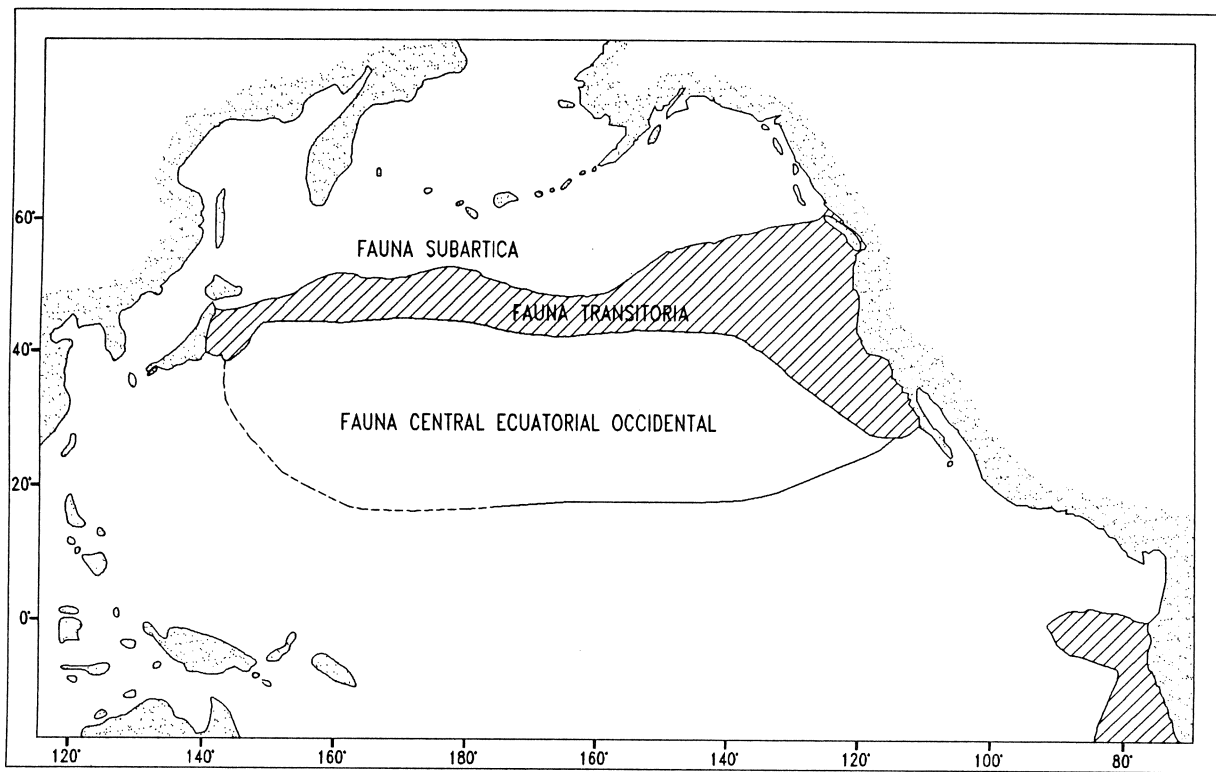 60°
FAUNA SUBARTICA
FAUNA TRANSITORIA
40°
FAUNA CENTRAL ECUATORIAL OCCIDENTAL
20°
0°
120° 140° 160° 180° 160° 140° 120° 100° 80°